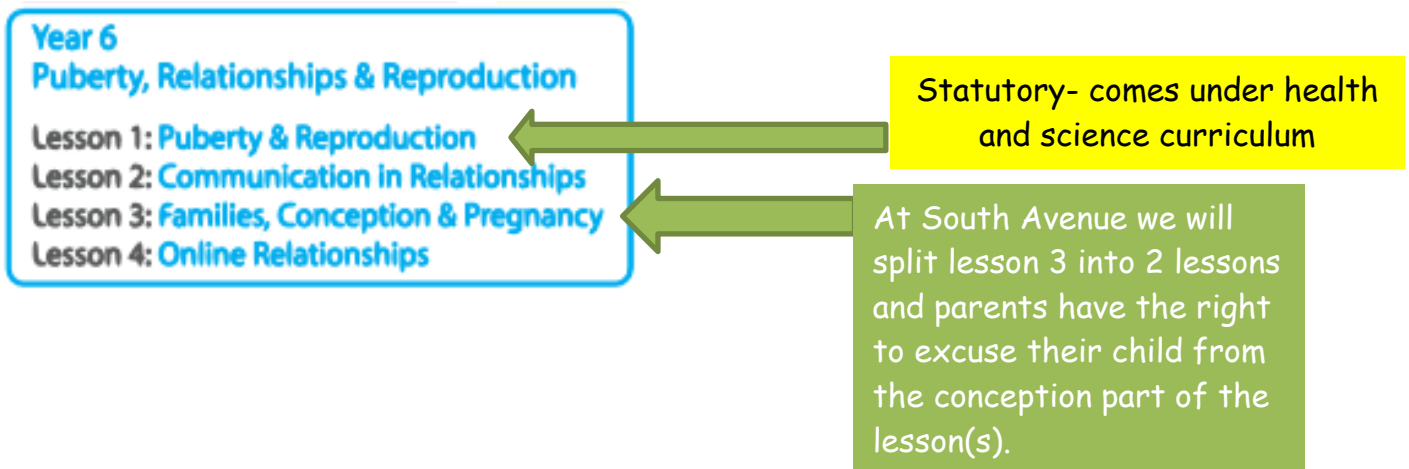 Year 6
Puberty, Relationships & Reproduction
Lesson 1: Puberty & Reproduction
Lesson 2: Communication in Relationships
Lesson 3: Families, Conception & Pregnancy
Lesson 4: Online Relationships
Statutory- comes under health
and science curriculum
At South Avenue we will
split lesson 3 into 2 lessons
and parents have the right
to excuse their child from
the conception part of the
lesson(s).